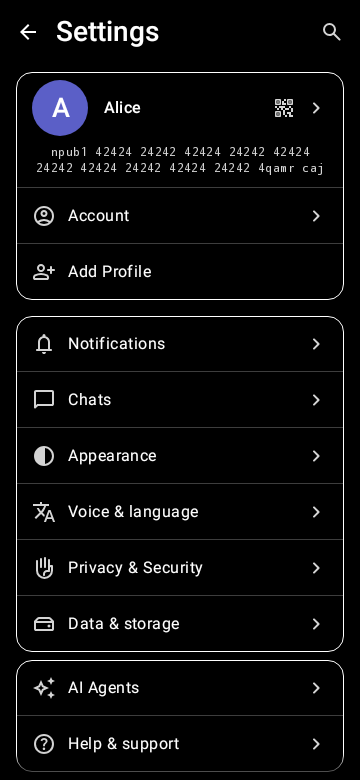 Settings
A
Alice
npub1 42424 24242 42424 24242 42424
24242 42424 24242 42424 24242 4qamr caj
Account
Add Profile
Notifications
Chats
Appearance
Voice & language
Privacy & Security
Data & storage
AI Agents
Help & support